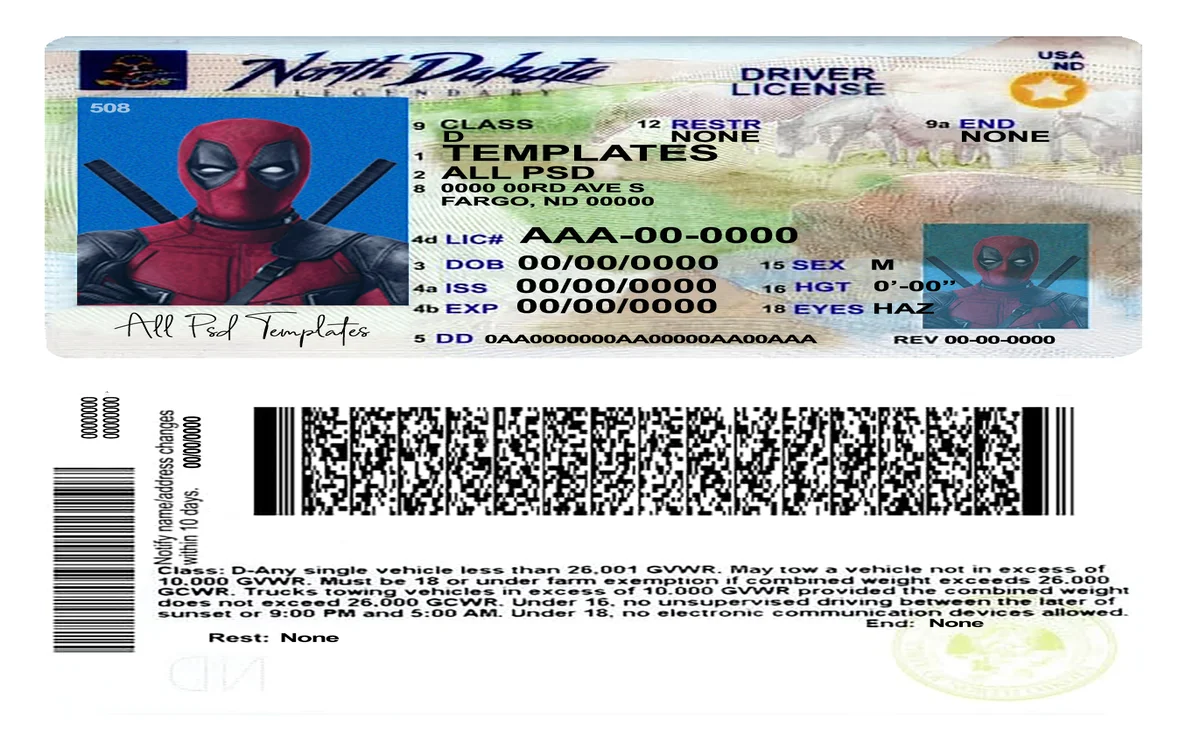 North Dakota
LEGENDARY
DRIVER
LICENSE
USA
ND
508
9 CLASS
D
12 RESTR
NONE
9a END
NONE
1 TEMPLATES
2 ALL PSD
8 0000 00RD AVE S
FARGO, ND 00000
4d LIC# AAA-00-0000
3 DOB 00/00/0000
15 SEX M
4a ISS 00/00/0000
16 HGT 0'-00”
4b EXP 00/00/0000
18 EYES HAZ
5 DD 0AA0000000AA00000AA00AAA
REV 00-00-0000
All Psd Templates
00000000
00000000
Notify name/address changes
within 10 days. 00/00/0000
Class: D-Any single vehicle less than 26,001 GVWR. May tow a vehicle not in excess of
10.000 GVWR. Must be 18 or under farm exemption if combined weight exceeds 26.000
GCWR. Trucks towing vehicles in excess of 10.000 GVWR provided the combined weight
does not exceed 26.000 GCWR. Under 16, no unsupervised driving between the later of
sunset or 9:00 PM and 5:00 AM. Under 18, no electronic communication devices allowed.
End: None
Rest: None
ND